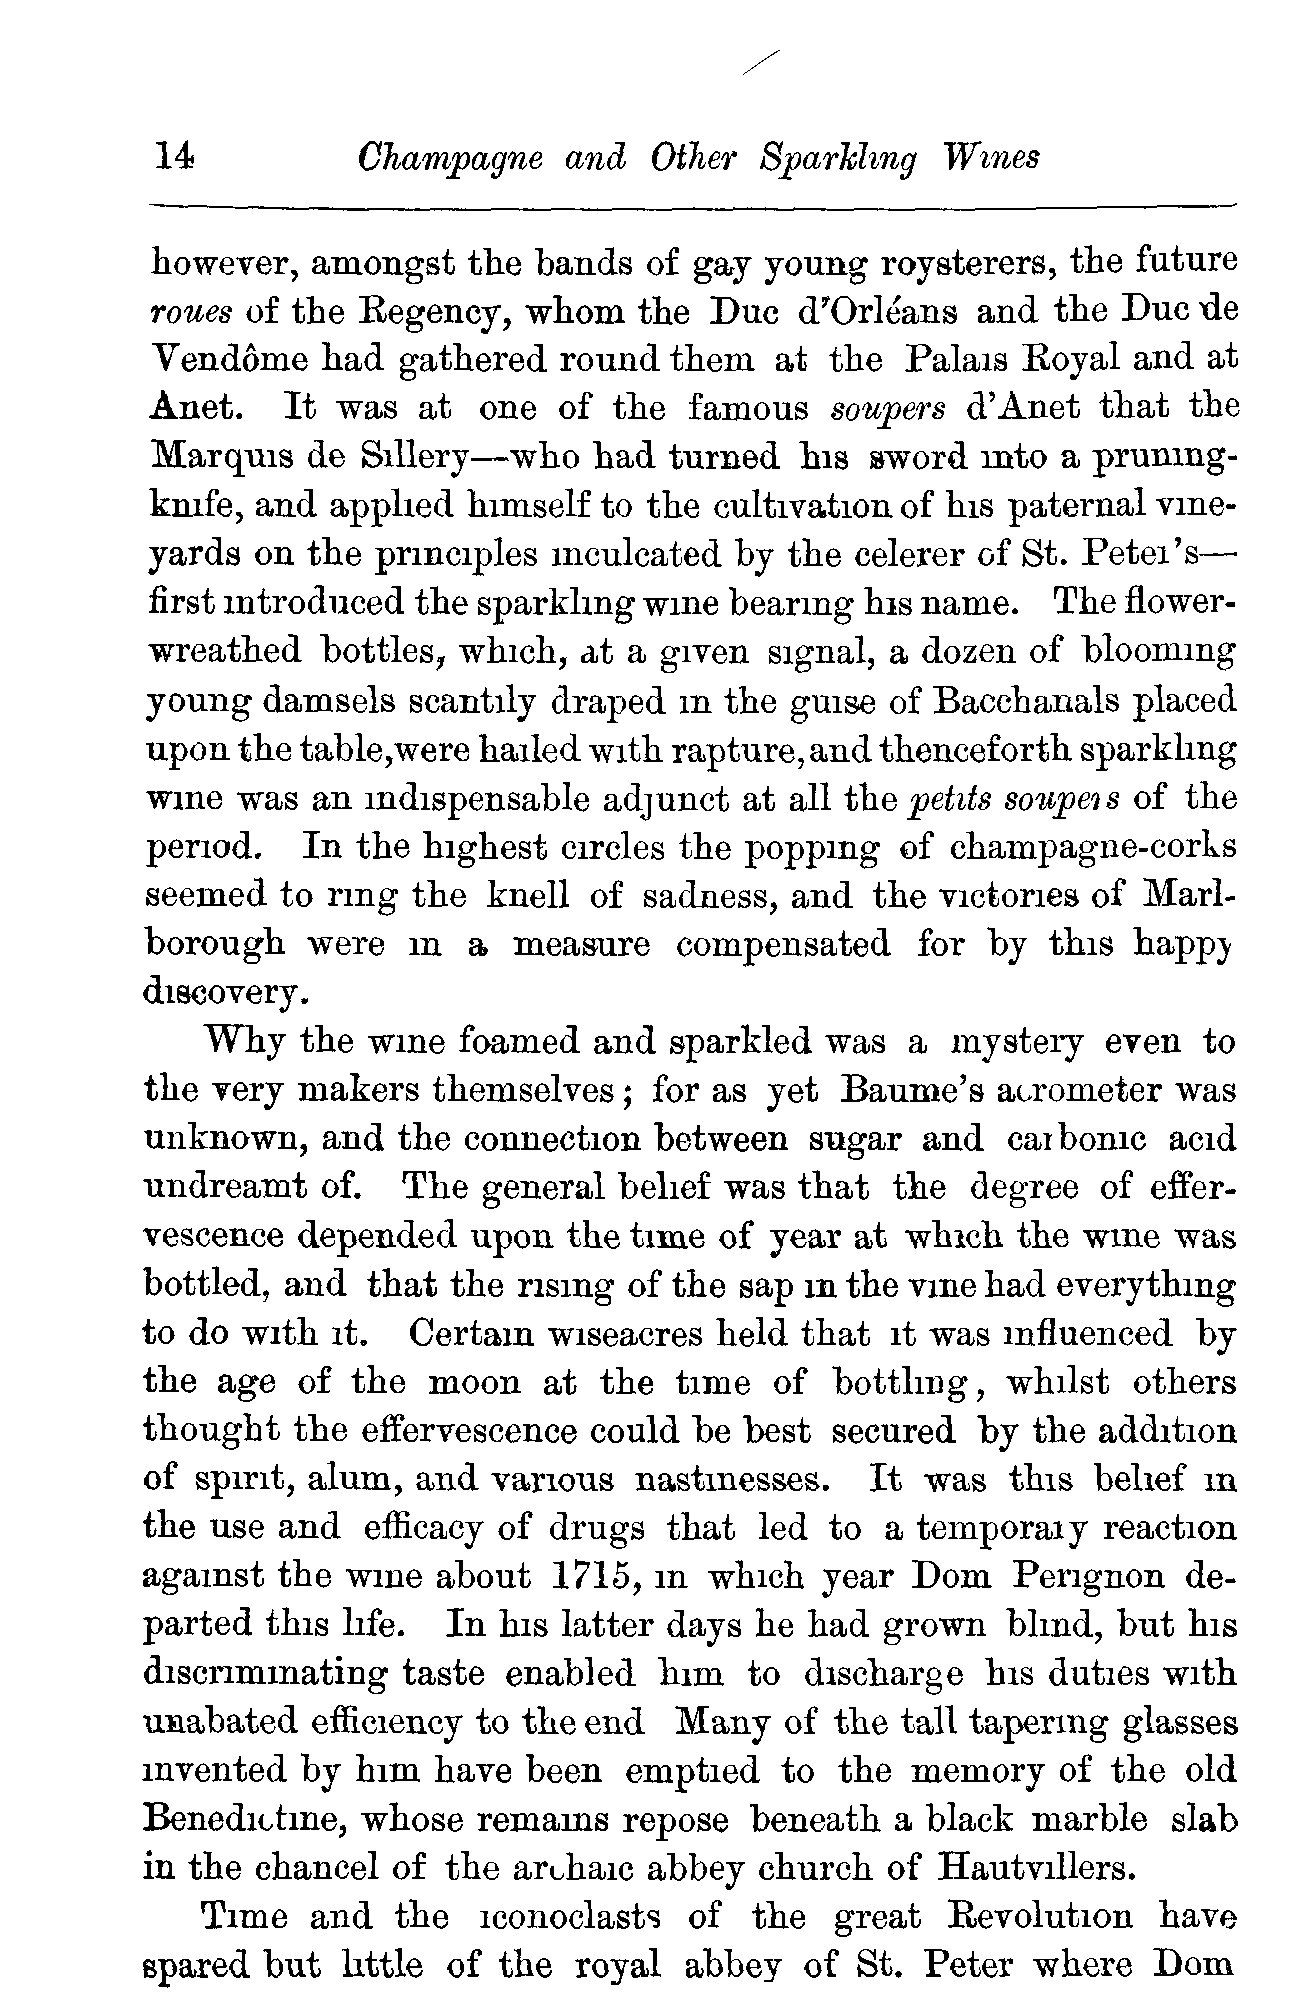 14 Champagne and Other Sparkling Wines
however, amongst the bands of gay young roysterers, the future
roues of the Regency, whom the Duc d'Orléans and the Duc de
Vendôme had gathered round them at the Palais Royal and at
Anet. It was at one of the famous soupers d'Anet that the
Marquis de Sillery—who had turned his sword into a pruning-
knife, and applied himself to the cultivation of his paternal vine-
yards on the principles inculcated by the celerer of St. Peter's—
first introduced the sparkling wine bearing his name. The flower-
wreathed bottles, which, at a given signal, a dozen of blooming
young damsels scantily draped in the guise of Bacchanals placed
upon the table, were hailed with rapture, and thenceforth sparkling
wine was an indispensable adjunct at all the petits soupers of the
period. In the highest circles the popping of champagne-corks
seemed to ring the knell of sadness, and the victories of Marl-
borough were in a measure compensated for by this happy
discovery.
Why the wine foamed and sparkled was a mystery even to
the very makers themselves; for as yet Baume's aerometer was
unknown, and the connection between sugar and carbonic acid
undreamt of. The general belief was that the degree of effer-
vescence depended upon the time of year at which the wine was
bottled, and that the rising of the sap in the vine had everything
to do with it. Certain wiseacres held that it was influenced by
the age of the moon at the time of bottling, whilst others
thought the effervescence could be best secured by the addition
of spirit, alum, and various nastinesses. It was this belief in
the use and efficacy of drugs that led to a temporary reaction
against the wine about 1715, in which year Dom Perignon de-
parted this life. In his latter days he had grown blind, but his
discriminating taste enabled him to discharge his duties with
unabated efficiency to the end Many of the tall tapering glasses
invented by him have been emptied to the memory of the old
Benedictine, whose remains repose beneath a black marble slab
in the chancel of the archaic abbey church of Hautvillers.
Time and the iconoclasts of the great Revolution have
spared but little of the royal abbey of St. Peter where Dom